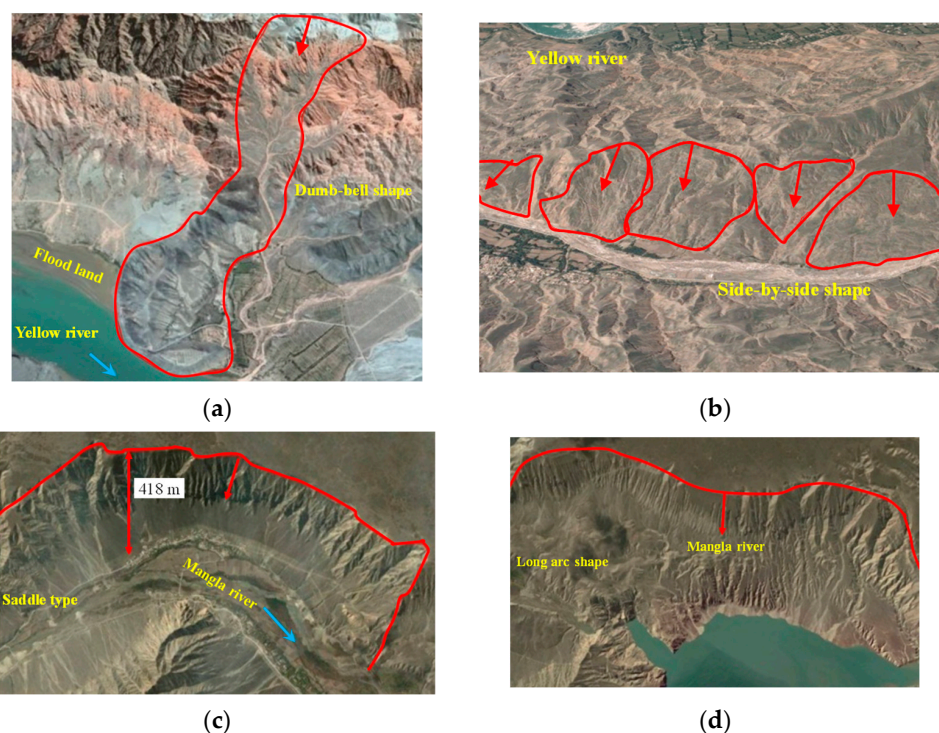 Dumb-bell shape
Flood land
Yellow river
(a)
Yellow river
Side-by-side shape
(b)
418 m
Mangla river
Saddle type
(c)
Mangla river
Long arc shape
(d)